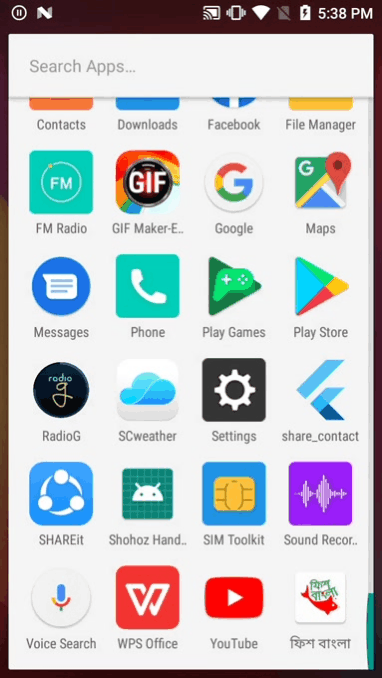 5:38 PM
Search Apps…
Contacts Downloads Facebook File Manager
FM
GIF
G
FM Radio GIF Maker-E.. Google Maps
Messages Phone Play Games Play Store
radio
g
RadioG SCweather Settings share_contact
SHAREit Shohoz Hand.. SIM Toolkit Sound Recor..
ফিশ
বাংলা
Voice Search WPS Office YouTube ফিশ বাংলা